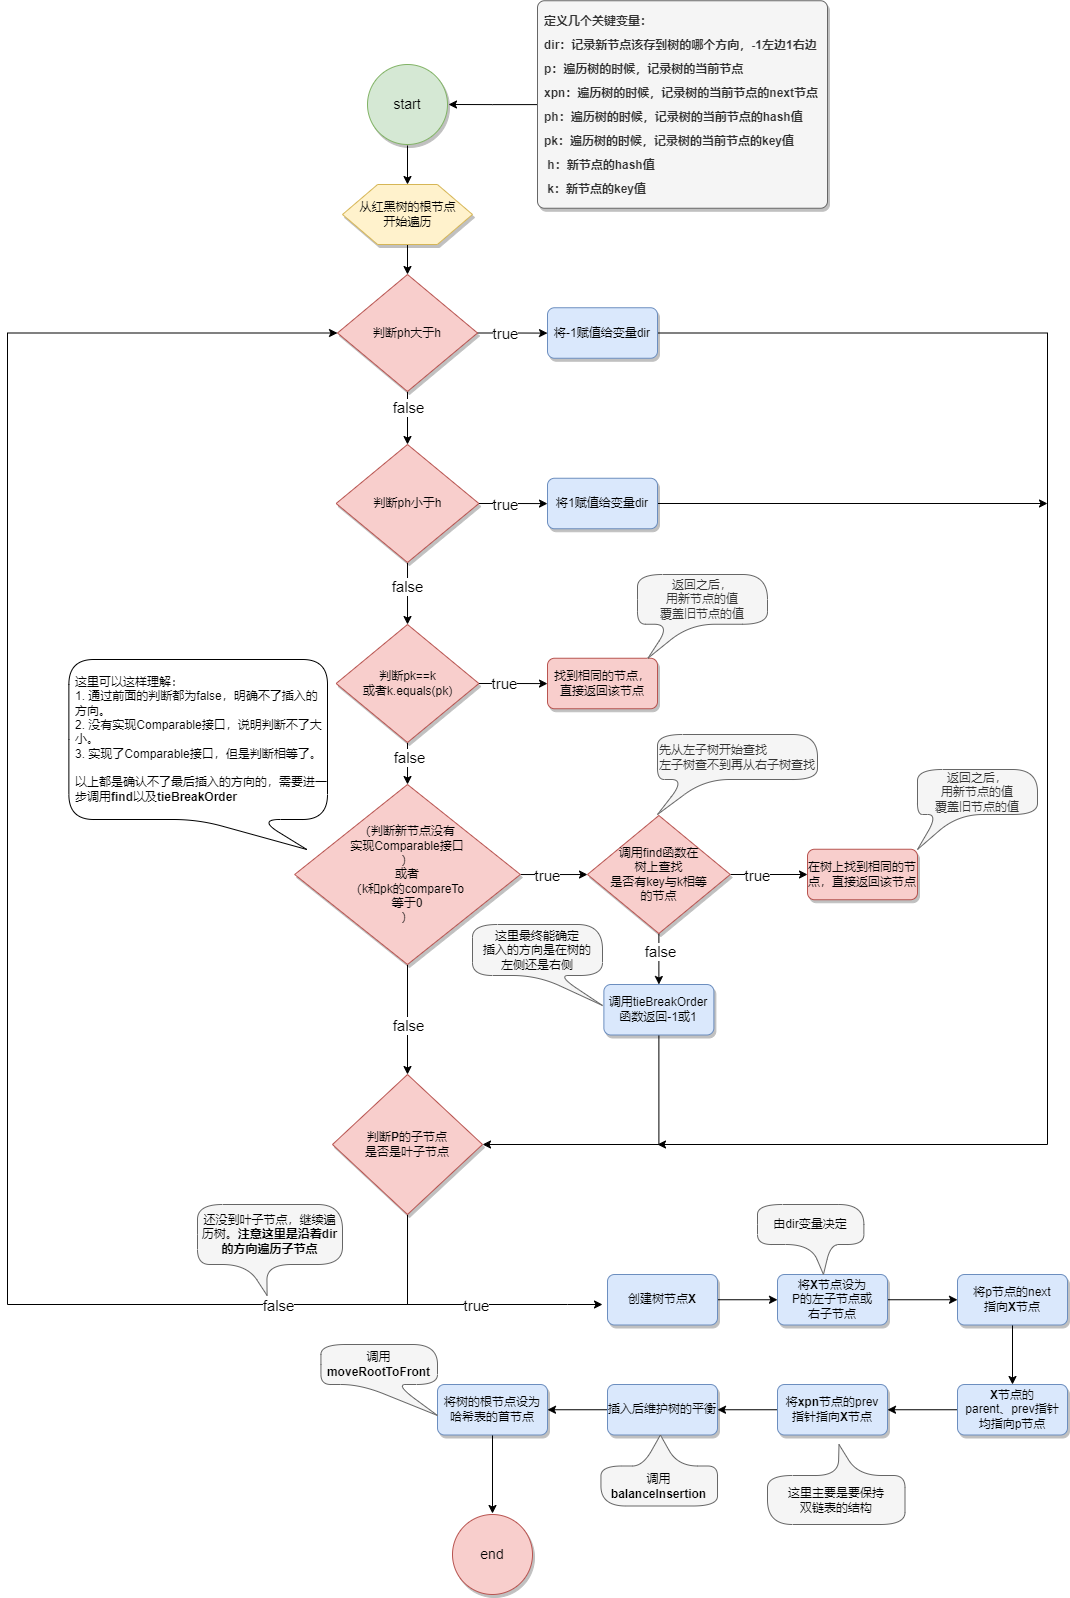 定义几个关键变量：
dir：记录新节点该存到树的哪个方向，-1左边1右边
p：遍历树的时候，记录树的当前节点
xpn：遍历树的时候，记录树的当前节点的next节点
ph：遍历树的时候，记录树的当前节点的hash值
pk：遍历树的时候，记录树的当前节点的key值
h：新节点的hash值
k：新节点的key值
start
从红黑树的根节点
开始遍历
判断ph大于h
true
将-1赋值给变量dir
false
判断ph小于h
true
将1赋值给变量dir
false
返回之后，
用新节点的值
覆盖旧节点的值
判断pk==k
或者k.equals(pk)
true
找到相同的节点，
直接返回该节点
false
这里可以这样理解：
1. 通过前面的判断都为false，明确不了插入的
方向。
2. 没有实现Comparable接口，说明判断不了大
小。
3. 实现了Comparable接口，但是判断相等了。
以上都是确认不了最后插入的方向的，需要进一
步调用find以及tieBreakOrder
先从左子树开始查找
左子树查不到再从右子树查找
返回之后，
用新节点的值
覆盖旧节点的值
（判断新节点没有
实现Comparable接口
）
或者
（k和pk的compareTo
等于0
）
true
调用find函数在
树上查找
是否有key与k相等
的节点
true
在树上找到相同的节
点，直接返回该节点
false
这里最终能确定
插入的方向是在树的
左侧还是右侧
调用tieBreakOrder
函数返回-1或1
false
判断P的子节点
是否是叶子节点
还没到叶子节点，继续遍
历树。注意这里是沿着dir
的方向遍历子节点
false
true
由dir变量决定
创建树节点X
将X节点设为
P的左子节点或
右子节点
将p节点的next
指向X节点
调用
moveRootToFront
将树的根节点设为
哈希表的首节点
插入后维护树的平衡
将xpn节点的prev
指针指向X节点
X节点的
parent、prev指针
均指向p节点
调用
balanceInsertion
这里主要是要保持
双链表的结构
end